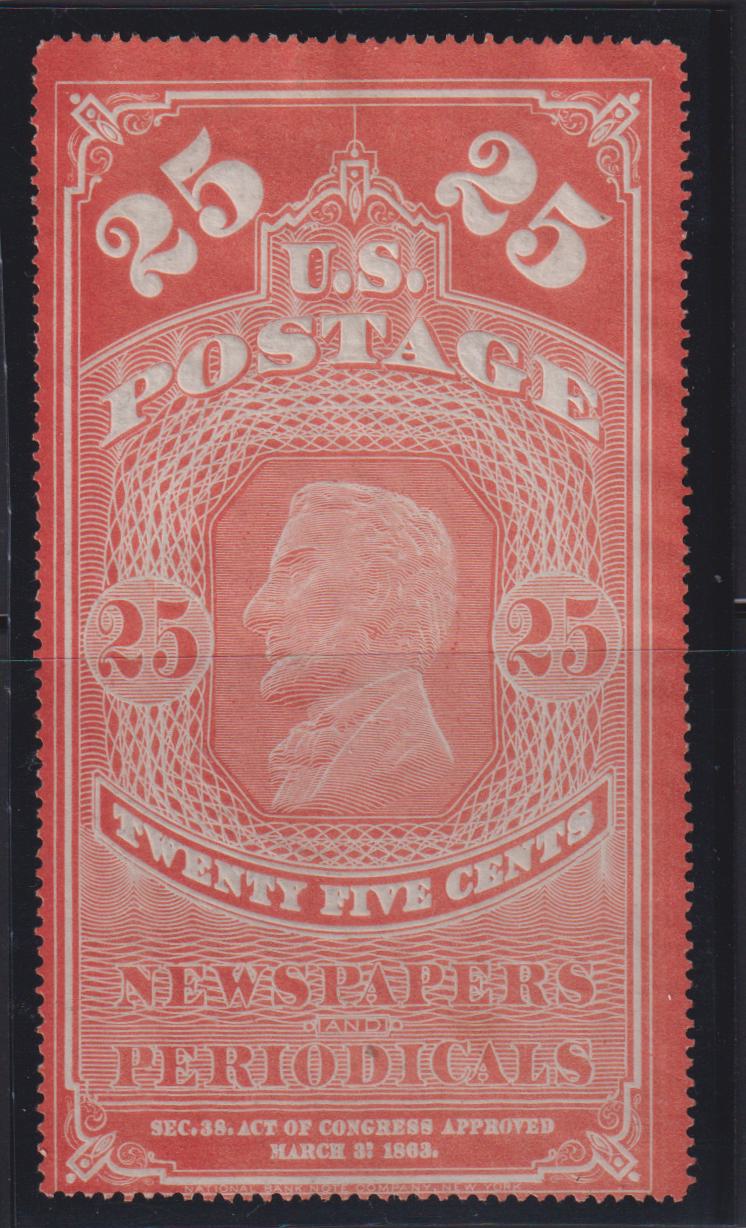 25 25
U.S.
POSTAGE
25 25
TWENTY FIVE CENTS
NEWSPAPERS
AND
PERIODICALS
SEC. 38. ACT OF CONGRESS APPROVED
MARCH 3? 1863.
NATIONAL BANK NOTE COMPANY, NEW YORK